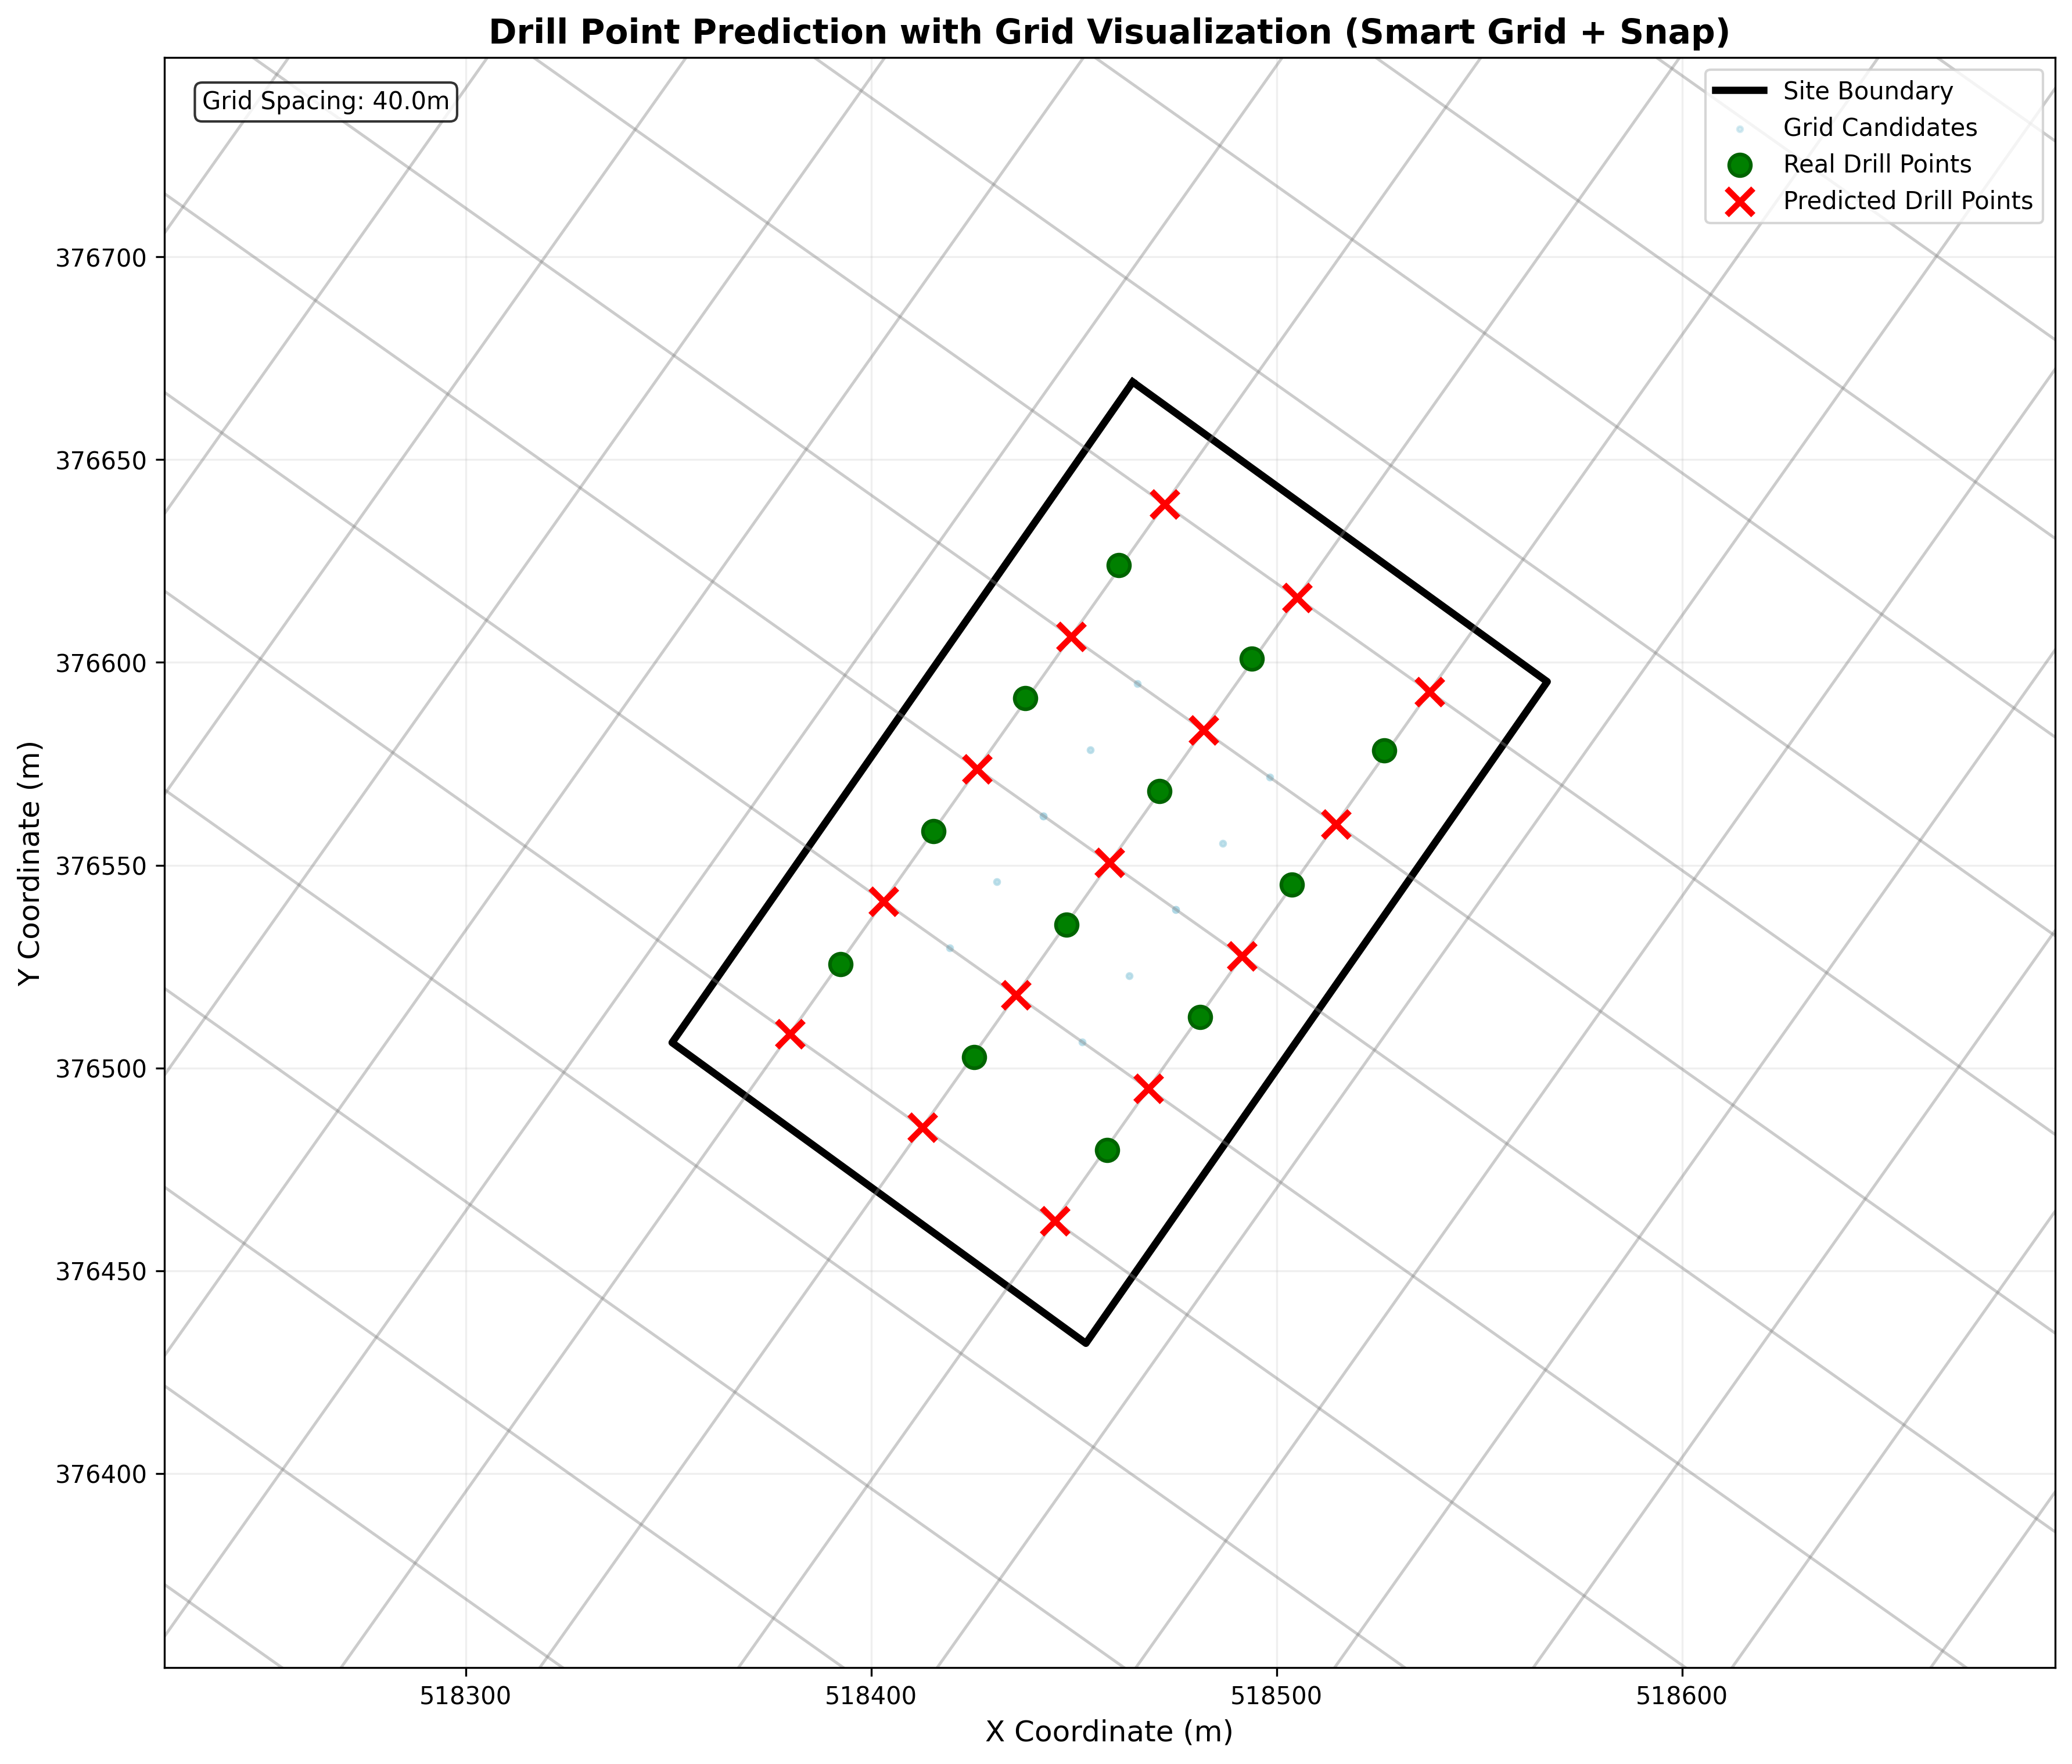 Drill Point Prediction with Grid Visualization (Smart Grid + Snap)
Grid Spacing: 40.0m
Site Boundary
Grid Candidates
Real Drill Points
Predicted Drill Points
376700
376650
376600
376550
376500
376450
376400
Y Coordinate (m)
518300 518400 518500 518600
X Coordinate (m)